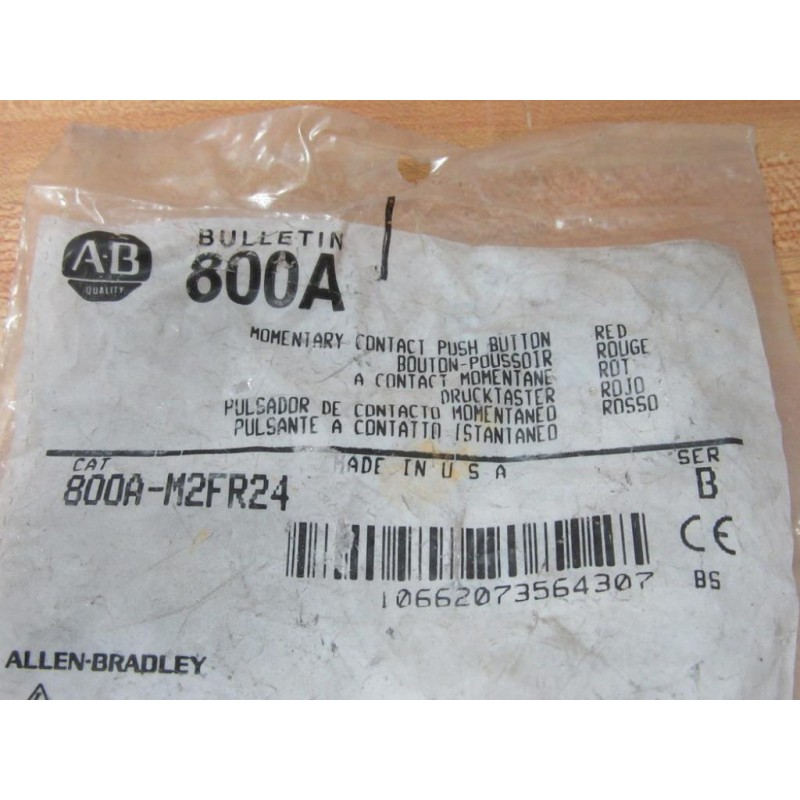 A-B
QUALITY
BULLETIN
800A
MOMENTARY CONTACT PUSH BUTTON RED
BOUTON-POUSSOIR ROUGE
A CONTACT MOMENTANE ROT
DRUCKTASTER ROJO
PULSADOR DE CONTACTO MOMENTANEO ROSSO
PULSANTE A CONTATTO ISTANTANEO
CAT MADE IN U S A SER
800A-M2FR24 B
CE
10662073564307 BS
ALLEN-BRADLEY